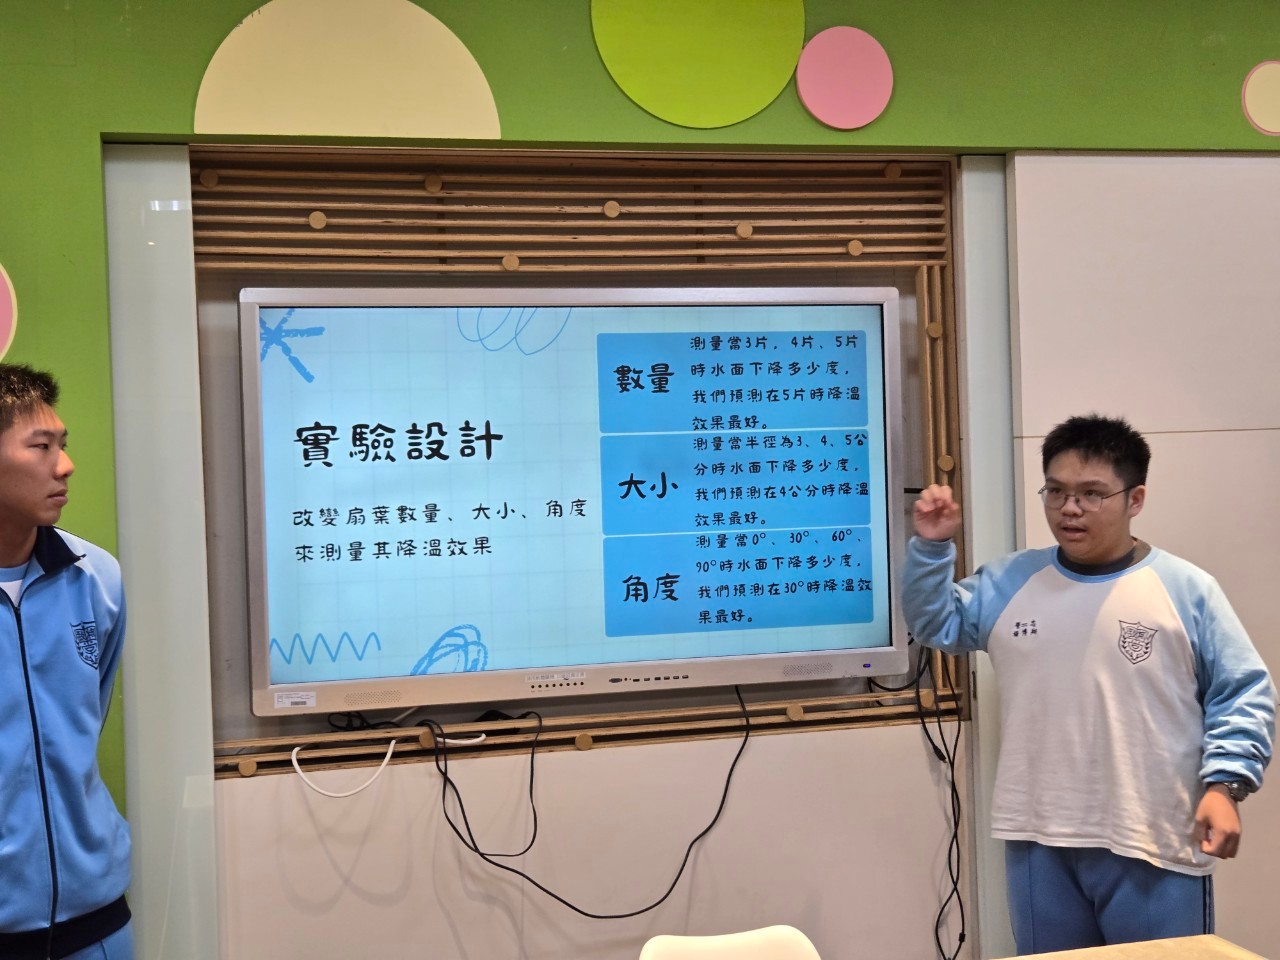 實驗設計
改變扇葉數量、大小、角度
來測量其降溫效果
數量
測量當3片，4片、5片
時水面下降多少度，
我們預測在5片時降溫
效果最好。
大小
測量當半徑為3、4、5公
分時水面下降多少度，
我們預測在4公分時降溫
效果最好。
角度
測量當0°、30°、60°、
90°時水面下降多少度，
我們預測在30°時降溫效
果最好。